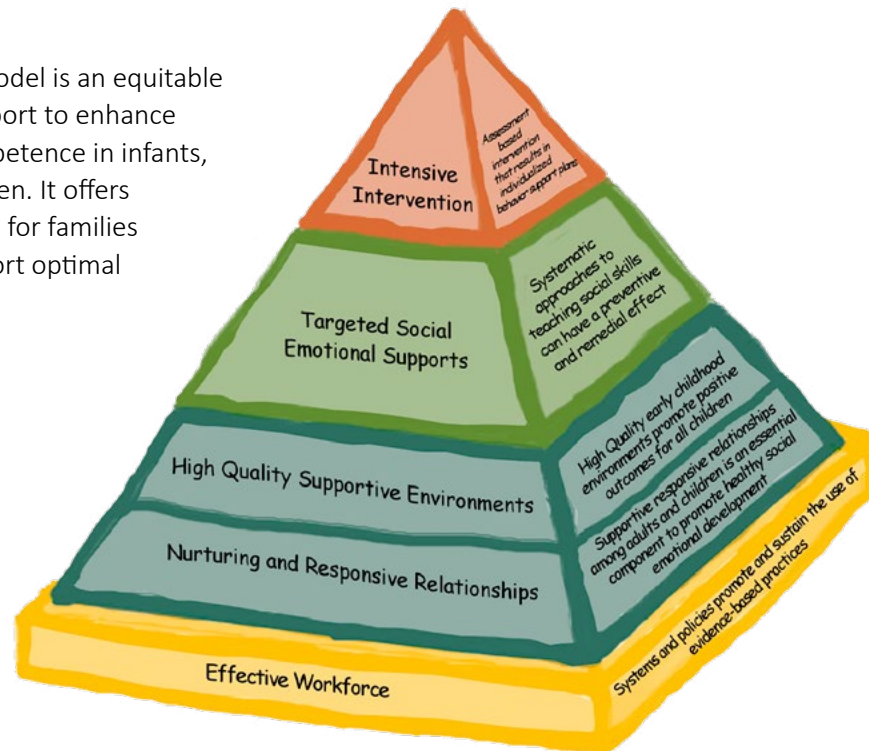 odel is an equitable
port to enhance
petence in infants,
en. It offers
for families
ort optimal
Intensive
Intervention
Assessment
based
intervention
that results in
individualized
behavior support plans
Targeted Social
Emotional Supports
Systematic
approaches to
teaching social skills
can have a preventive
and remedial effect
High Quality Supportive Environments
High Quality early childhood
environments promote positive
outcomes for all children
Nurturing and Responsive Relationships
Supportive responsive relationships
among adults and children is an essential
component to promote healthy social
emotional development
Effective Workforce
Systems and policies promote and sustain the use of
evidence-based practices